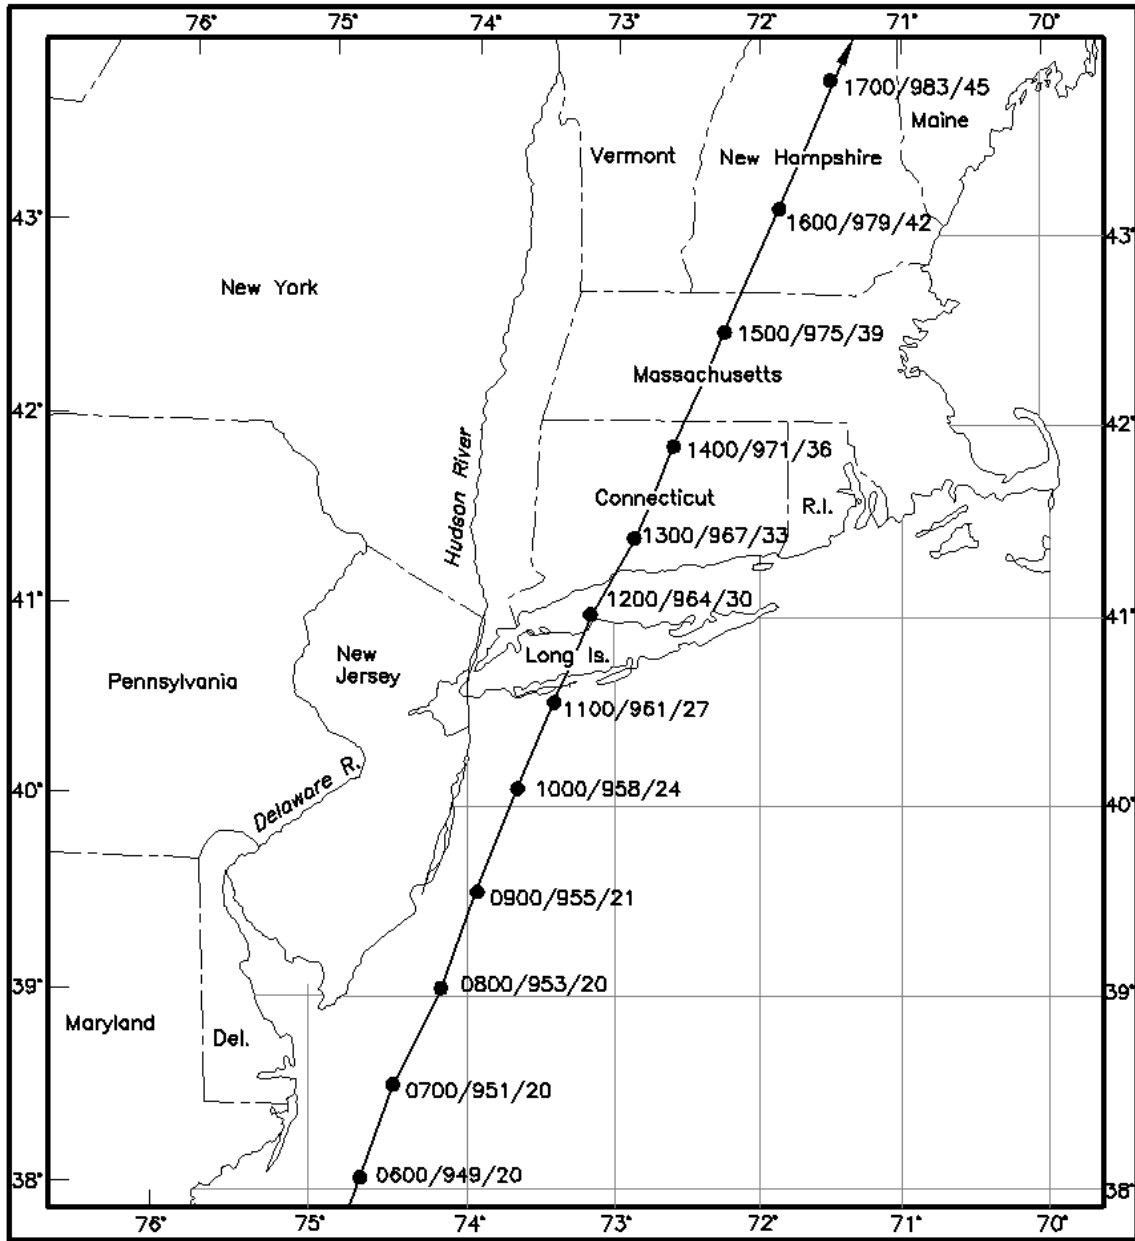 76° 75° 74° 73° 72° 71° 70°
1700/983/45
Maine
Vermont
New Hampshire
43°
1600/979/42
43°
New York
1500/975/39
Massachusetts
42°
42°
Hudson River
1400/971/36
Connecticut
R.I.
1300/967/33
41°
1200/964/30
41°
New
Jersey
Long Is.
Pennsylvania
1100/961/27
Delaware R.
40°
1000/958/24
40°
0900/955/21
39°
0800/953/20
39°
Maryland
Del.
0700/951/20
38°
0600/949/20
38°
76° 75° 74° 73° 72° 71° 70°